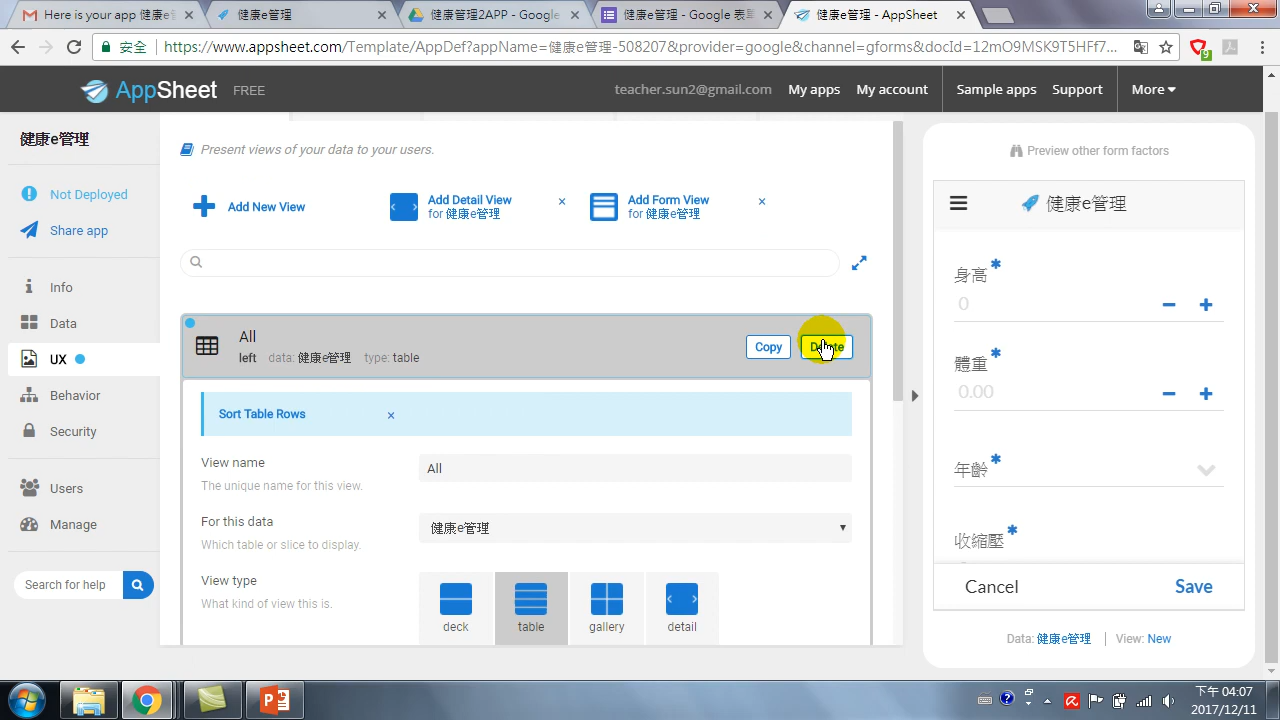 Here is your app 健康e
健康e管理
健康管理2APP - Google
健康e管理 - Google 表單
健康e管理 - AppSheet
安全 https://www.appsheet.com/Template/AppDef?appName=健康e管理-508207&provider=google&channel=gforms&tbcId=12mO9MSK9T5HFf7...
9
AppSheet FREE
teacher.sun2@gmail.com My apps My account Sample apps Support More
健康e管理
Not Deployed
Share app
Info
Data
UX
Behavior
Security
Users
Manage
Search for help
Present views of your data to your users.
Add New View
Add Detail View
for 健康e管理
×
Add Form View
for 健康e管理
×
All
left data: 健康e管理 type: table
Copy
Delete
Sort Table Rows ×
View name
The unique name for this view.
All
For this data
Which table or slice to display.
健康e管理
View type
What kind of view this is.
deck
table
gallery
detail
Preview other form factors
健康e管理
身高*
0
體重*
0.00
年齡*
收缩壓*
Cancel
Save
Data: 健康e管理 | View: New
下午 04:07
2017/12/11